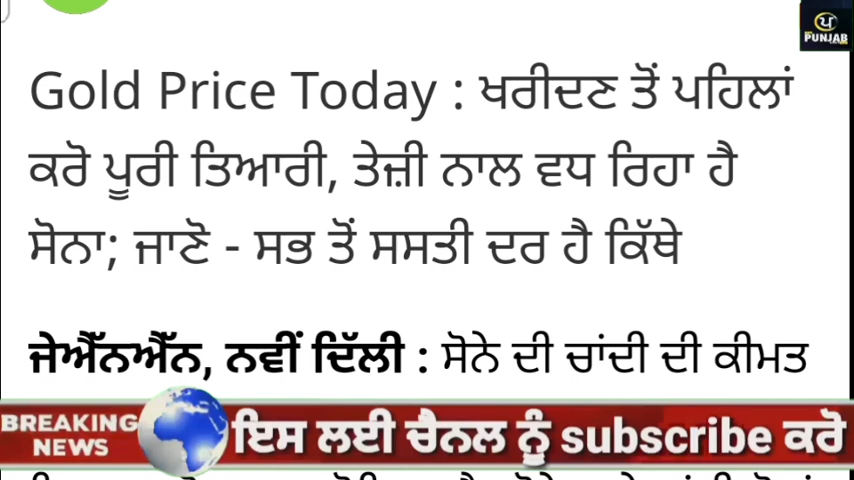 ਪੰ
PUNJAB
Gold Price Today : ਖਰੀਦਣ ਤੋਂ ਪਹਿਲਾਂ
ਕਰੋ ਪੂਰੀ ਤਿਆਰੀ, ਤੇਜ਼ੀ ਨਾਲ ਵਧ ਰਿਹਾ ਹੈ
ਸੋਨਾ; ਜਾਣੋ - ਸਭ ਤੋਂ ਸਸਤੀ ਦਰ ਹੈ ਕਿੱਥੇ
ਜੇਐੱਨਐੱਨ, ਨਵੀਂ ਦਿੱਲੀ : ਸੋਨੇ ਦੀ ਚਾਂਦੀ ਦੀ ਕੀਮਤ
BREAKING
NEWS
ਇਸ ਲਈ ਚੈਨਲ ਨੂੰ subscribe ਕਰੋ